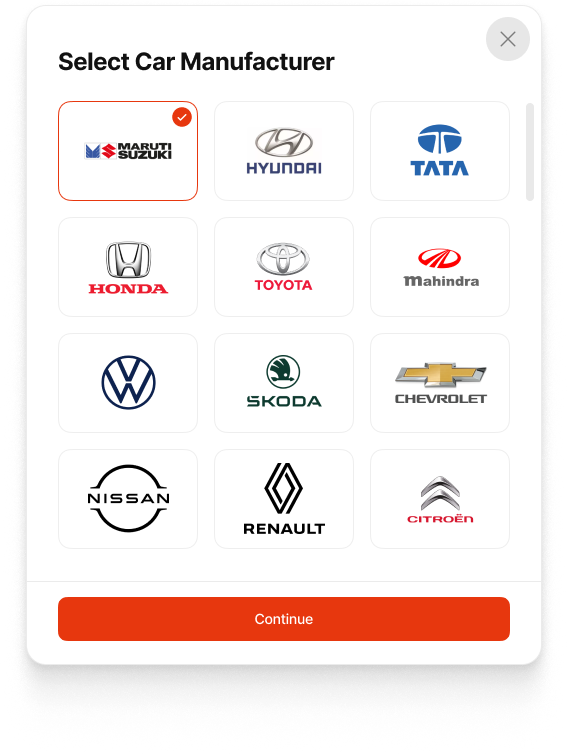 Select Car Manufacturer
MARUTI
SUZUKI
HYUNDAI
TATA
HONDA
TOYOTA
Mahindra
SKODA
CHEVROLET
NISSAN
RENAULT
CITROËN
Continue